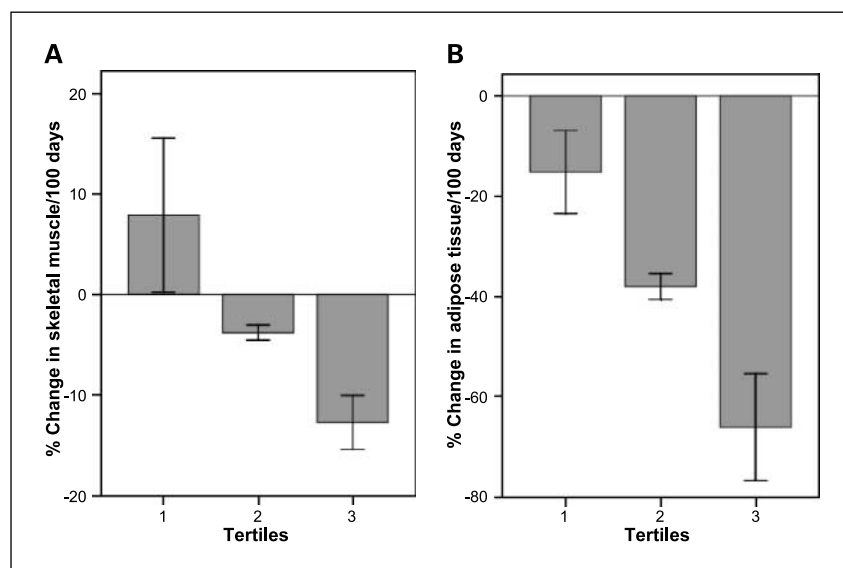 A
% Change in skeletal muscle/100 days
20
10
0
-10
-20
1 2 3
Tertiles
B
% Change in adipose tissue/100 days
0
-20
-40
-60
-80
1 2 3
Tertiles